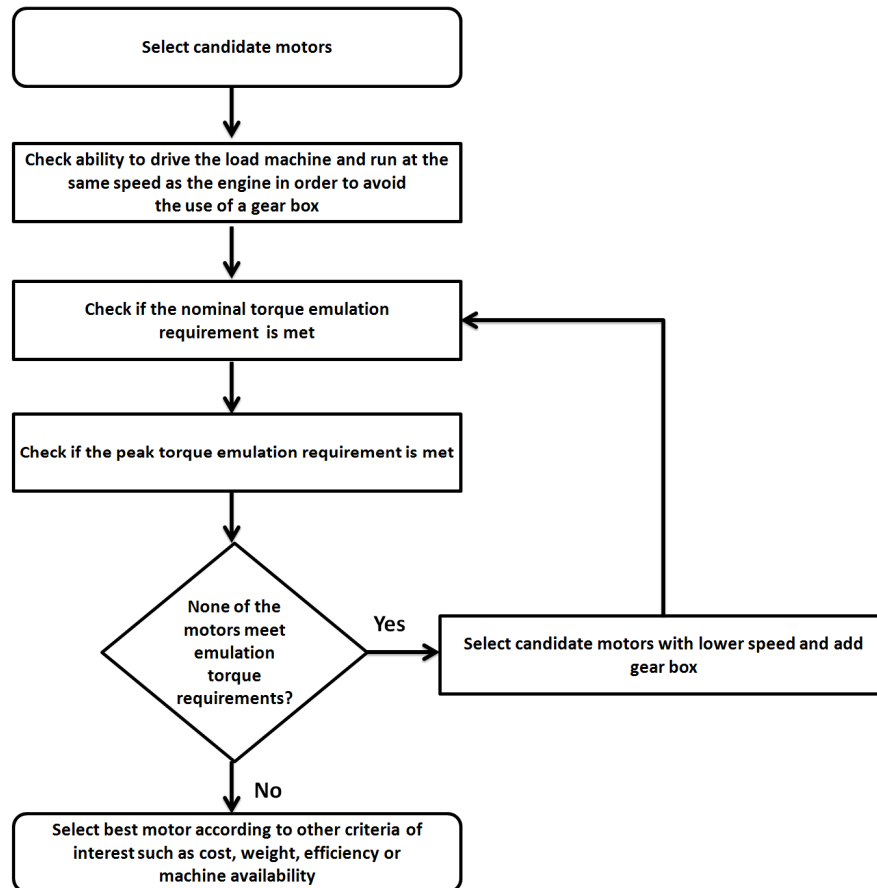 Select candidate motors
Check ability to drive the load machine and run at the
same speed as the engine in order to avoid
the use of a gear box
Check if the nominal torque emulation
requirement is met
Check if the peak torque emulation requirement is met
None of the
motors meet
emulation
torque
requirements?
Yes
Select candidate motors with lower speed and add
gear box
No
Select best motor according to other criteria of
interest such as cost, weight, efficiency or
machine availability